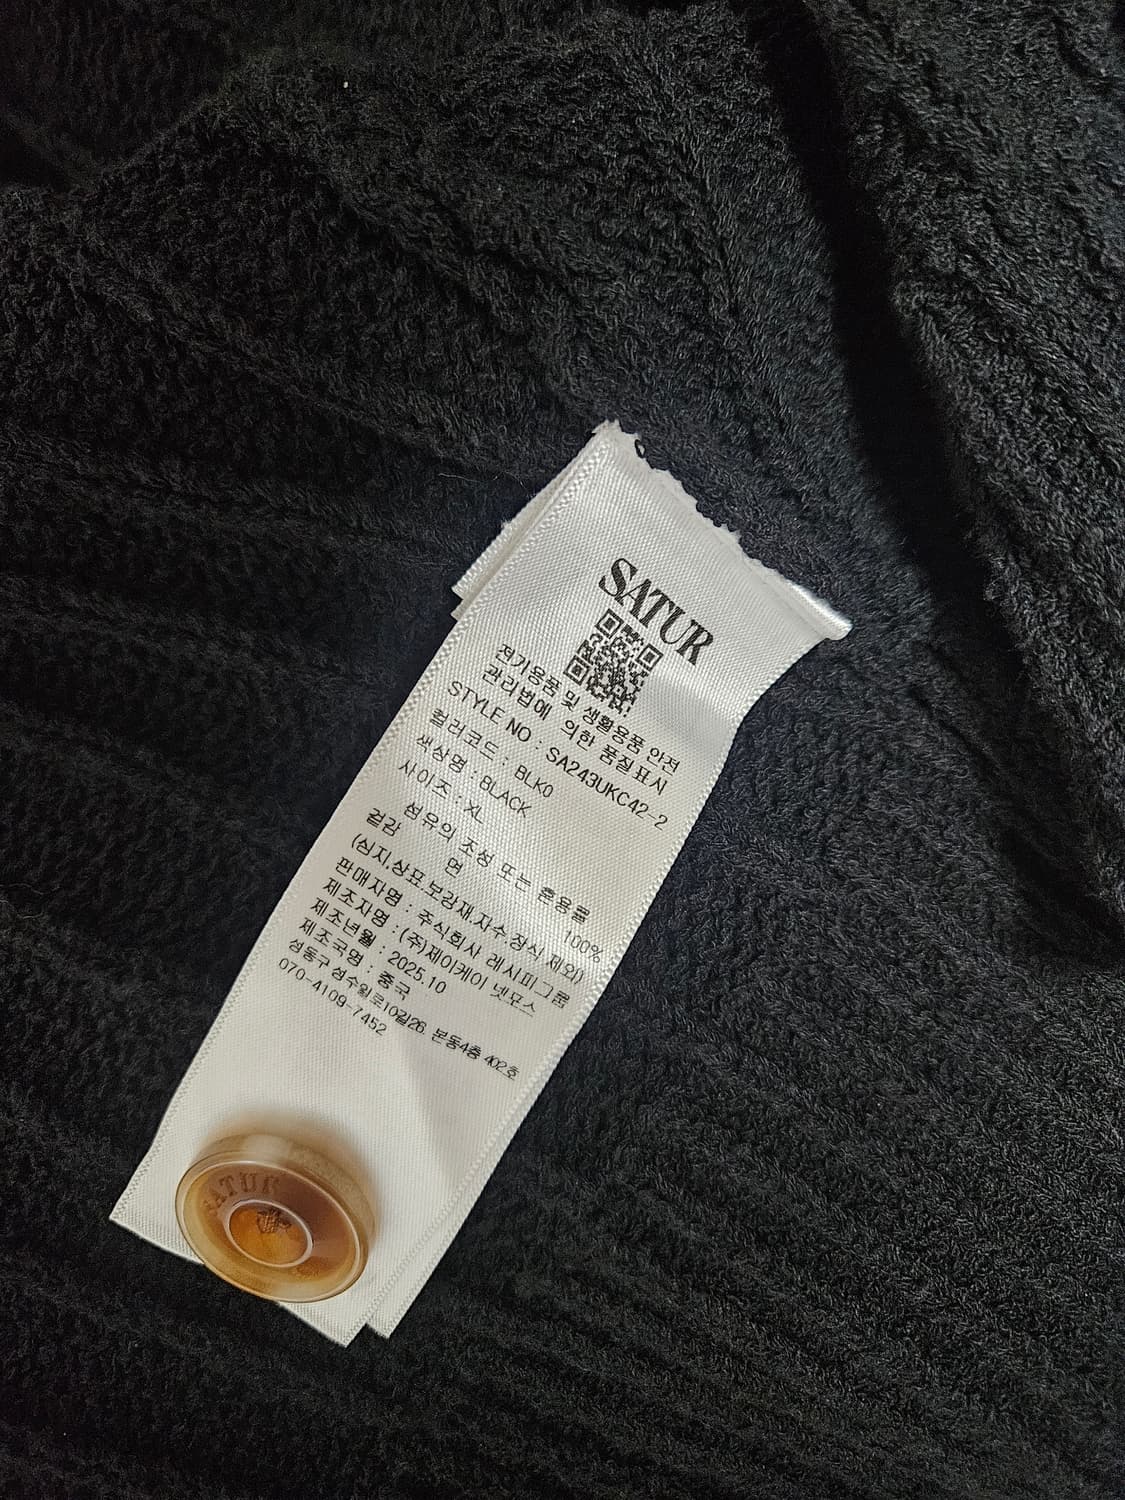 SATUR
전기용품 및 생활용품 안전
관리법에 의한 품질표시
STYLE NO : SA243UKC42-2
컬러코드 : BLK0
색상명 : BLACK
사이즈 : XL
섬유의 조성 또는 혼용률
겉감 면 100%
(심지,상표,보강재,자수,장식 제외)
판매자명 : 주식회사 레시피그룹
제조자명 : (주)제이케이 넷모스
제조년월 : 2025.10
제조국명 : 중국
성동구 성수일로10길26 본동4층 402호
070-4109-7452
SATUR